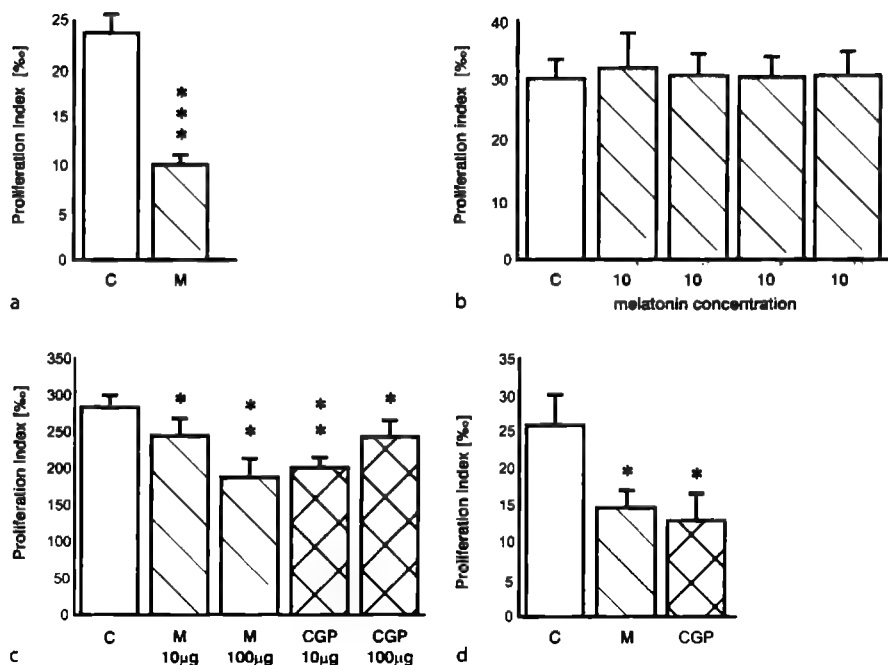 Proliferation Index [‰]
25
20
15
10
5
0
***
C M
a
Proliferation Index [‰]
40
30
20
10
0
C 10 10 10 10
melatonin concentration
b
Proliferation Index [‰]
350
300
250
200
150
100
50
0
* ** ** *
C M M CGP CGP
10µg 100µg 10µg 100µg
c
Proliferation Index [‰]
35
30
25
20
15
10
5
0
* *
C M CGP
d